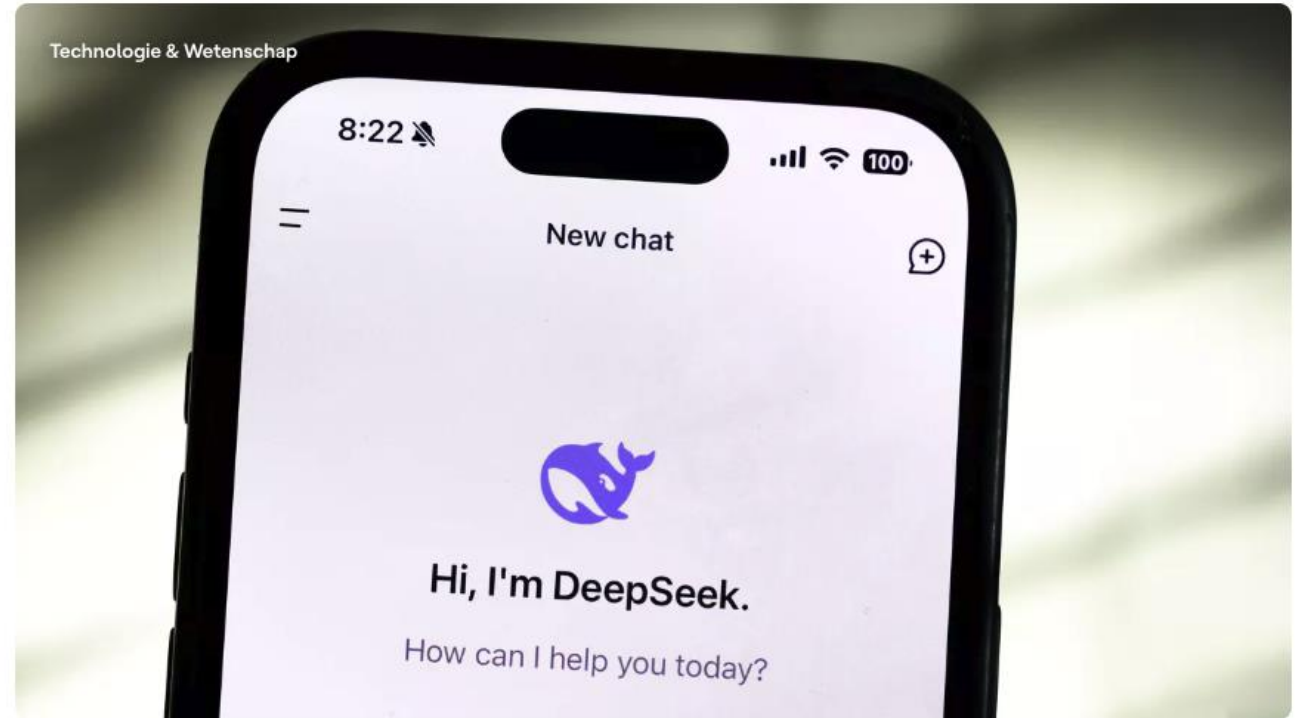 Technologie & Wetenschap
8:22
100
New chat
Hi, I'm DeepSeek.
How can I help you today?